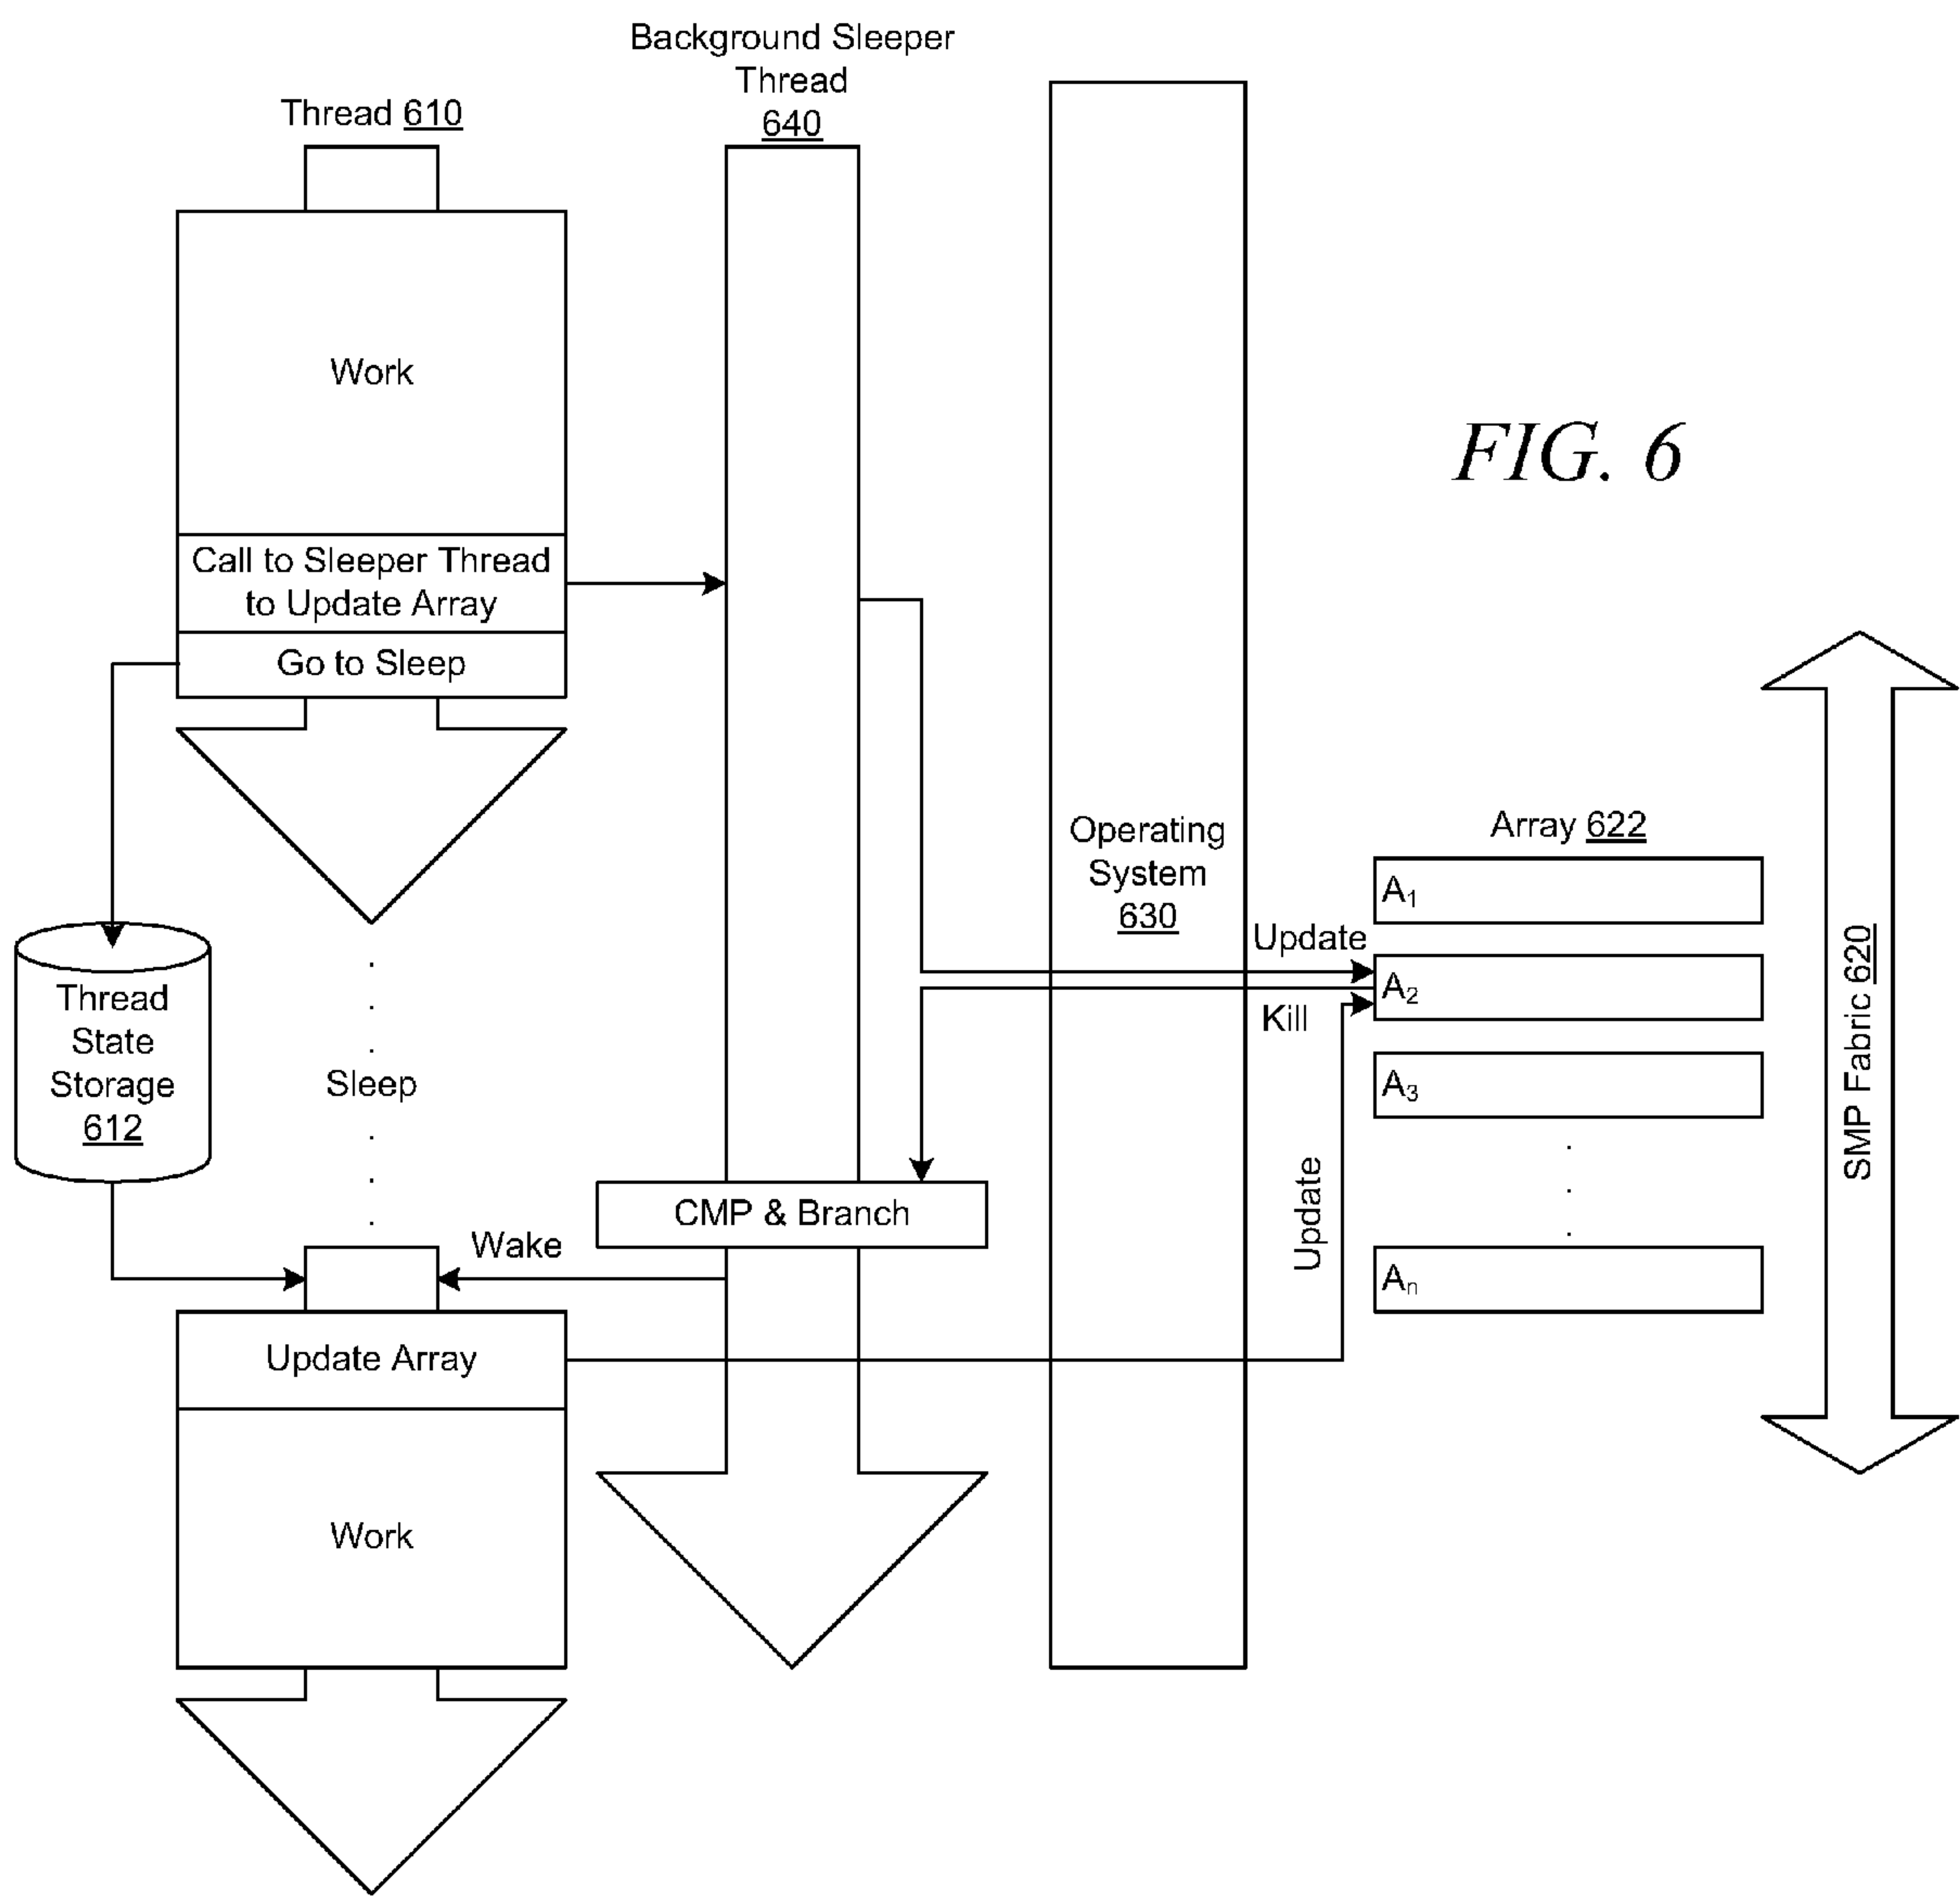 Background Sleeper
Thread
640
Thread 610
Work
FIG. 6
Call to Sleeper Thread
to Update Array
Go to Sleep
Operating
System
630
Array 622
A1
Update
A2
Kill
A3
An
SMP Fabric 620
Thread
State
Storage
612
Sleep
CMP & Branch
Update
Wake
Update Array
Work